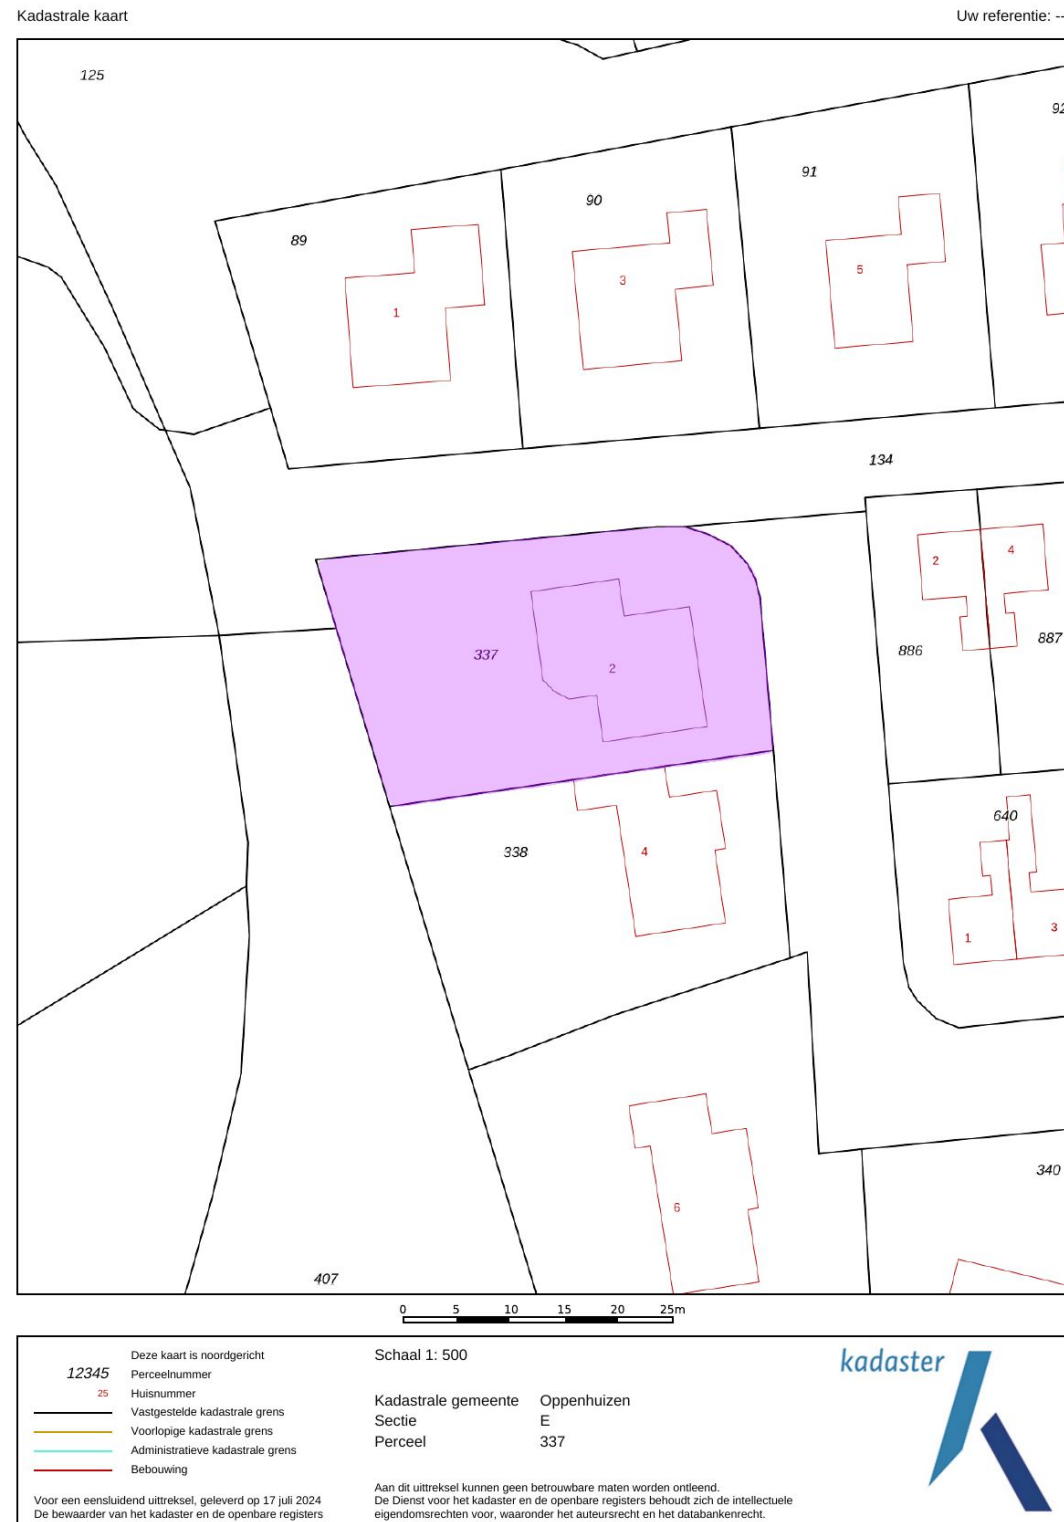 Kadastrale kaart
Uw referentie: --
125
92
91
90
89
5
3
1
134
2
4
337
2
886
887
640
338
4
1
3
6
340
407
0 5 10 15 20 25m
Deze kaart is noordgericht
12345 Perceelnummer
25 Huisnummer
Vastgestelde kadastrale grens
Voorlopige kadastrale grens
Administratieve kadastrale grens
Bebouwing
Voor een eensluidend uittreksel, geleverd op 17 juli 2024
De bewaarder van het kadaster en de openbare registers
Schaal 1: 500
Kadastrale gemeente Oppenhuizen
Sectie E
Perceel 337
Aan dit uittreksel kunnen geen betrouwbare maten worden ontleend.
De Dienst voor het kadaster en de openbare registers behoudt zich de intellectuele
eigendomsrechten voor, waaronder het auteursrecht en het databankenrecht.
kadaster